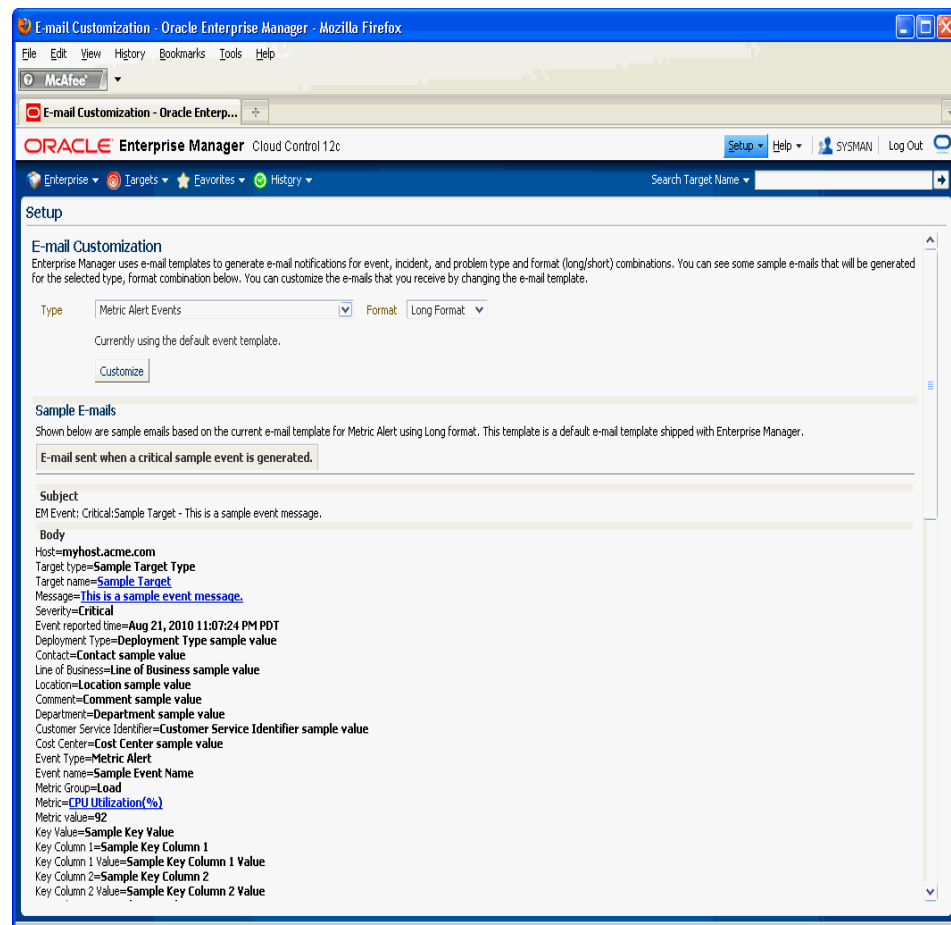 E-mail Customization - Oracle Enterprise Manager - Mozilla Firefox
File Edit View History Bookmarks Tools Help
McAfee
E-mail Customization - Oracle Enterp...
ORACLE Enterprise Manager Cloud Control 12c Setup Help SYSMAN Log Out
Enterprise Targets Favorites History Search Target Name
Setup
E-mail Customization
Enterprise Manager uses e-mail templates to generate e-mail notifications for event, incident, and problem type and format (long/short) combinations. You can see some sample e-mails that will be generated
for the selected type, format combination below. You can customize the e-mails that you receive by changing the e-mail template.
Type Metric Alert Events Format Long Format
Currently using the default event template.
Customize
Sample E-mails
Shown below are sample emails based on the current e-mail template for Metric Alert using Long format. This template is a default e-mail template shipped with Enterprise Manager.
E-mail sent when a critical sample event is generated.
Subject
EM Event: Critical:Sample Target - This is a sample event message.
Body
Host=myhost.acme.com
Target type=Sample Target Type
Target name=Sample Target
Message=This is a sample event message.
Severity=Critical
Event reported time=Aug 21, 2010 11:07:24 PM PDT
Deployment Type=Deployment Type sample value
Contact=Contact sample value
Line of Business=Line of Business sample value
Location=Location sample value
Comment=Comment sample value
Department=Department sample value
Customer Service Identifier=Customer Service Identifier sample value
Cost Center=Cost Center sample value
Event Type=Metric Alert
Event name=Sample Event Name
Metric Group=Load
Metric=CPU Utilization(%)
Metric value=92
Key Value=Sample Key Value
Key Column 1=Sample Key Column 1
Key Column 1 Value=Sample Key Column 1 Value
Key Column 2=Sample Key Column 2
Key Column 2 Value=Sample Key Column 2 Value